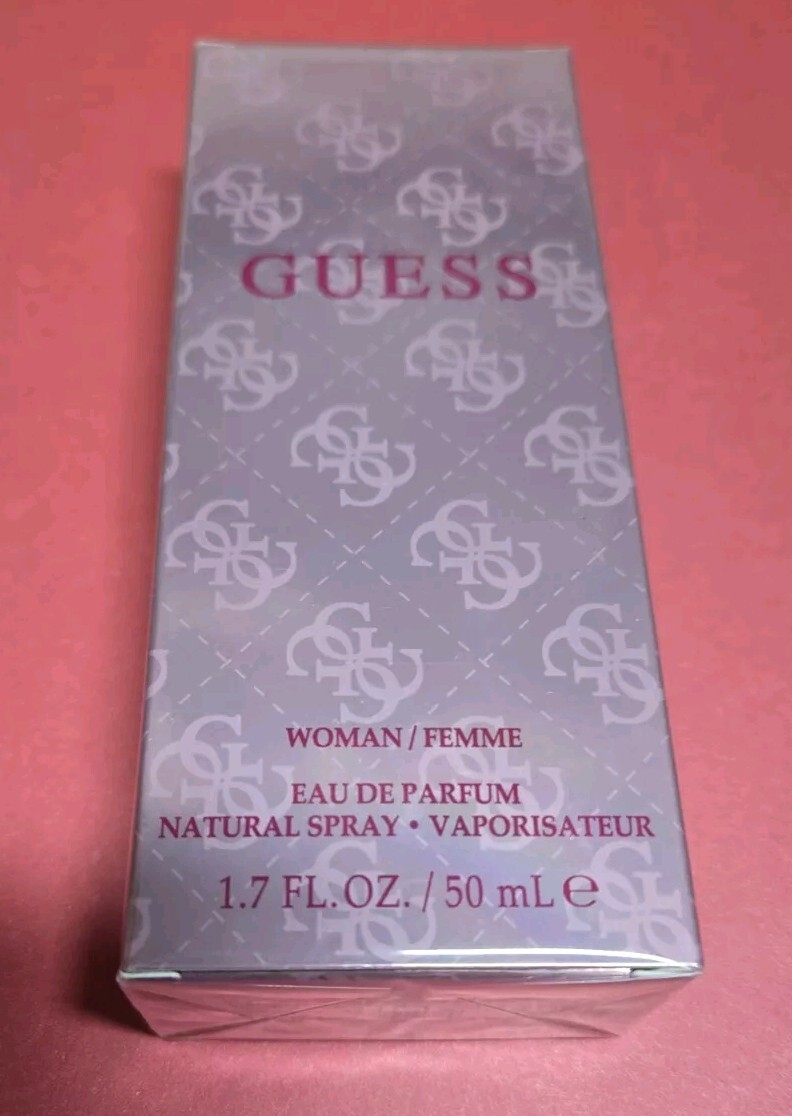 GUESS
WOMAN / FEMME
EAU DE PARFUM
NATURAL SPRAY • VAPORISATEUR
1.7 FL. OZ. / 50 mL ℮